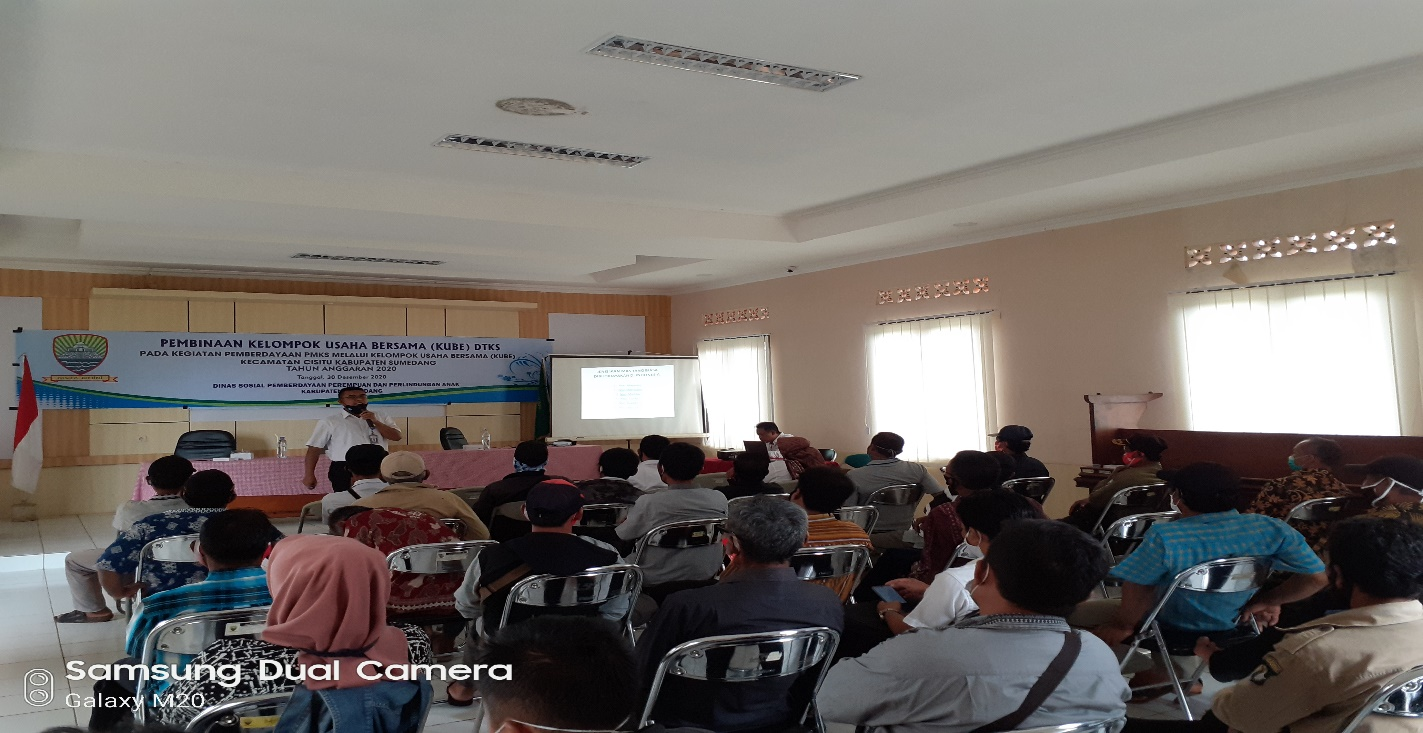 PEMBINAAN KELOMPOK USAHA BERSAMA (KUBE) DTKS
PADA KEGIATAN PEMBERDAYAAN PMKS MELALUI KELOMPOK USAHA BERSAMA (KUBE)
KECAMATAN CISITU KABUPATEN SUMEDANG
TAHUN ANGGARAN 2020
Tanggal, 30 Desember 2020
DINAS SOSIAL PEMBERDAYAAN PEREMPUAN DAN PERLINDUNGAN ANAK
KABUPATEN
Samsung Dual Camera
Galaxy M20